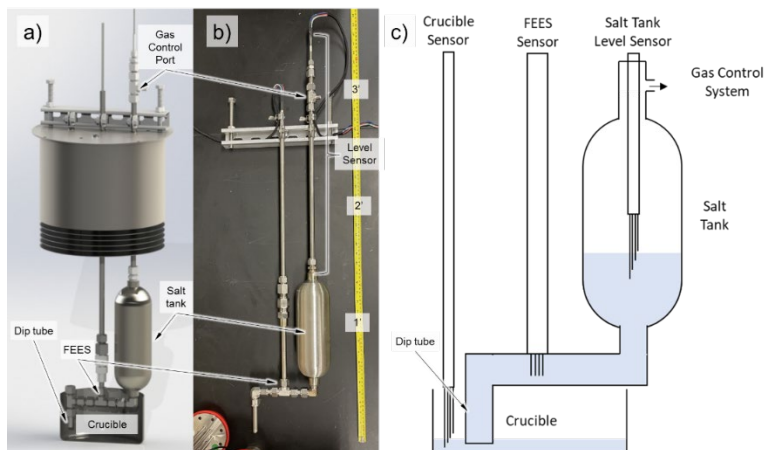 a)
Gas
Control
Port
Salt
tank
Dip tube
FEES
Crucible
b)
3'
Level
Sensor
2'
1'
c)
Crucible
Sensor
FEES
Sensor
Salt Tank
Level Sensor
Gas Control
System
Salt
Tank
Dip tube
Crucible